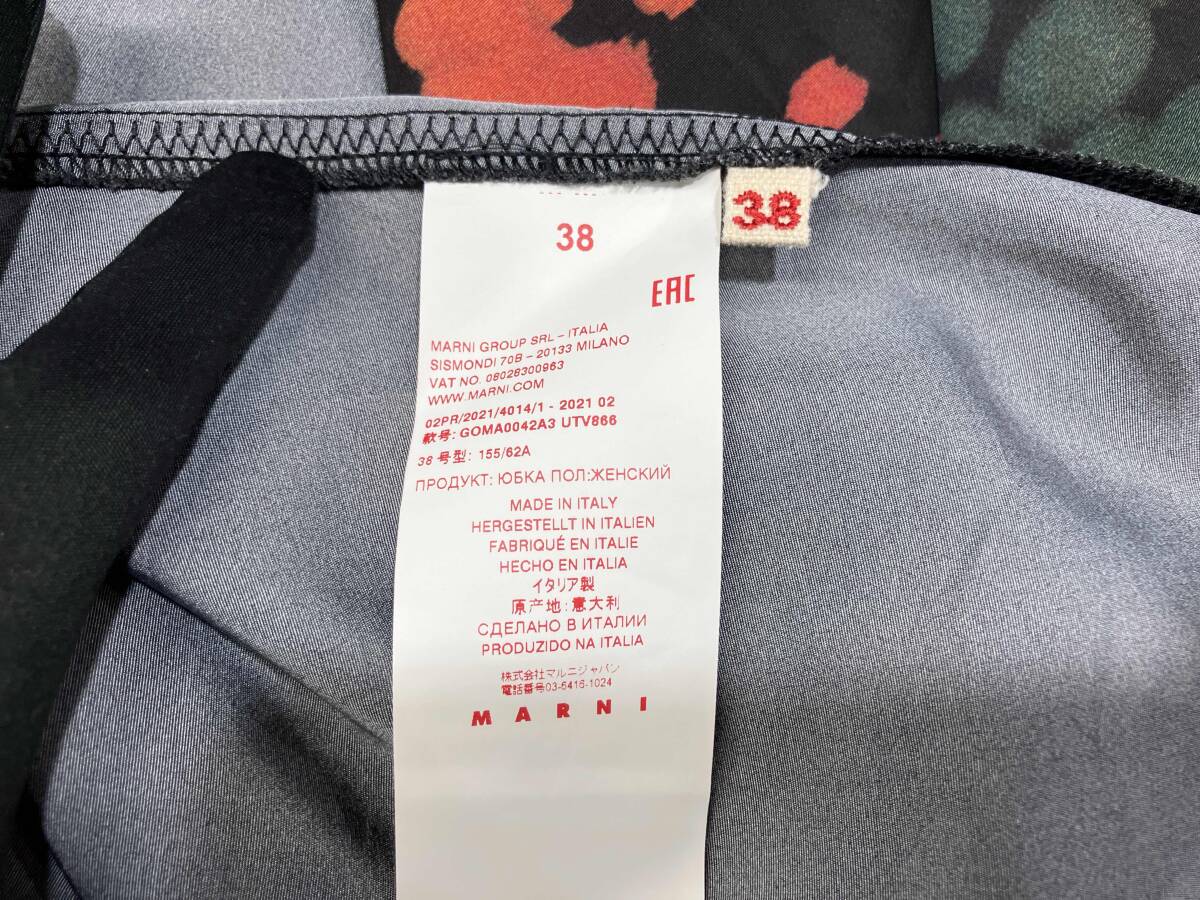 38
38
EAC
MARNI GROUP SRL – ITALIA
SISMONDI 70B – 20133 MILANO
VAT NO. 08028300963
WWW.MARNI.COM
02PR/2021/4014/1 - 2021 02
款号: GOMA0042A3 UTV866
38 号型: 155/62A
ПРОДУКТ: ЮБКА ПОЛ:ЖЕНСКИЙ
MADE IN ITALY
HERGESTELLT IN ITALIEN
FABRIQUÉ EN ITALIE
HECHO EN ITALIA
イタリア製
原产地: 意大利
СДЕЛАНО В ИТАЛИИ
PRODUZIDO NA ITALIA
株式会社マルニジャパン
電話番号03-6416-1024
MARNI